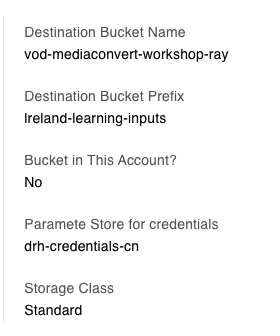 Destination Bucket Name
vod-mediaconvert-workshop-ray
Destination Bucket Prefix
Ireland-learning-inputs
Bucket in This Account?
No
Paramete Store for credentials
drh-credentials-cn
Storage Class
Standard